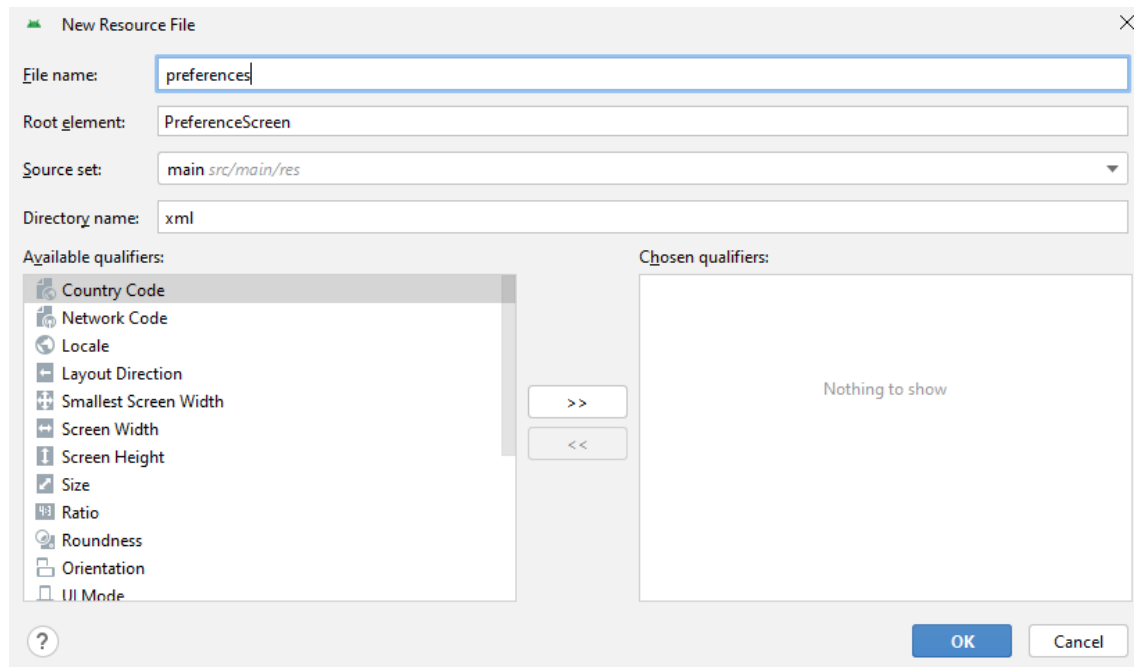 New Resource File
File name: preferences
Root element: PreferenceScreen
Source set: main src/main/res
Directory name: xml
Available qualifiers:
Country Code
Network Code
Locale
Layout Direction
Smallest Screen Width
Screen Width
Screen Height
Size
Ratio
Roundness
Orientation
UI Mode
>>
<<
Chosen qualifiers:
Nothing to show
?
OK
Cancel